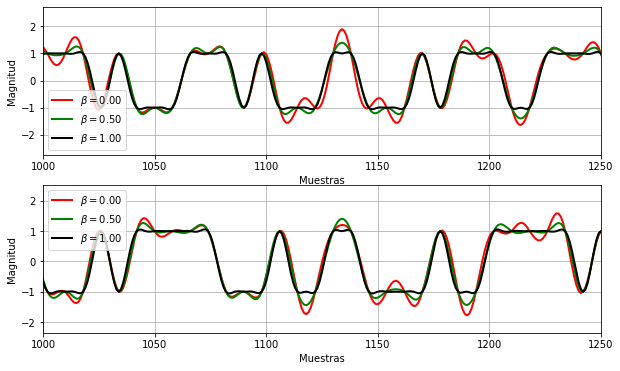 2
1
0
−1
−2
Magnitud
β = 0.00
β = 0.50
β = 1.00
1000 1050 1100 1150 1200 1250
Muestras
2
1
0
−1
−2
Magnitud
β = 0.00
β = 0.50
β = 1.00
1000 1050 1100 1150 1200 1250
Muestras